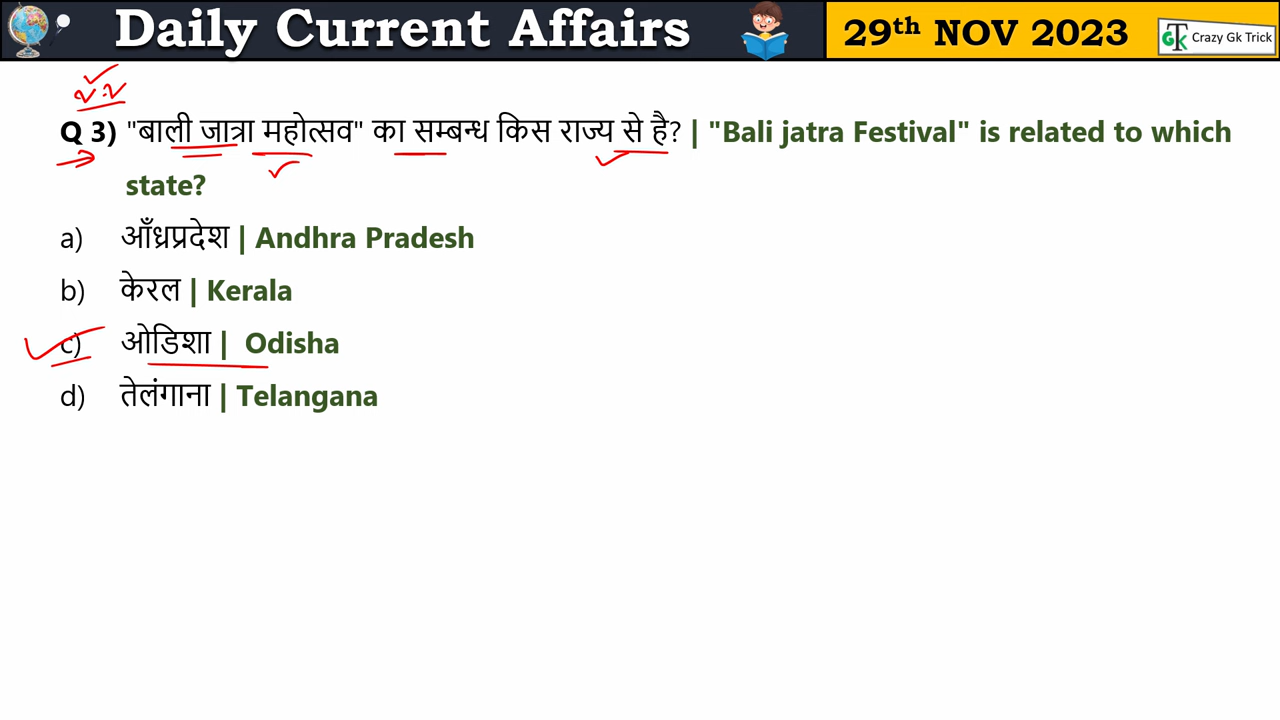 Daily Current Affairs
29th NOV 2023
GTK Crazy Gk Trick
Q 3) "बाली जात्रा महोत्सव" का सम्बन्ध किस राज्य से है? | "Bali jatra Festival" is related to which
state?
a) आँध्रप्रदेश | Andhra Pradesh
b) केरल | Kerala
c) ओडिशा | Odisha
d) तेलंगाना | Telangana